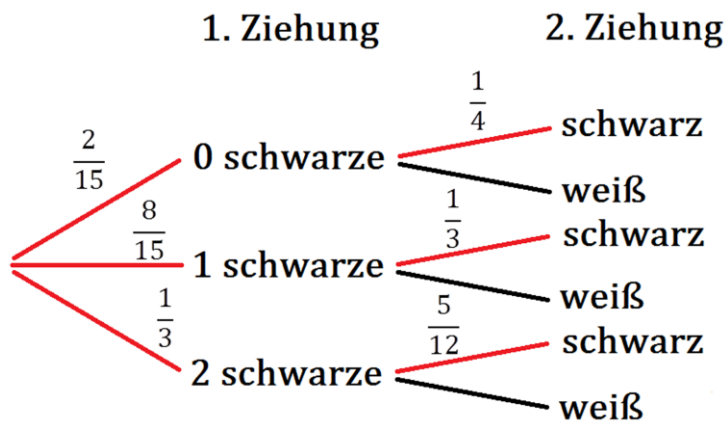 1. Ziehung 2. Ziehung
1/4
schwarz
2/15
0 schwarze
weiß
8/15
1/3
schwarz
1 schwarze
weiß
1/3
5/12
schwarz
2 schwarze
weiß